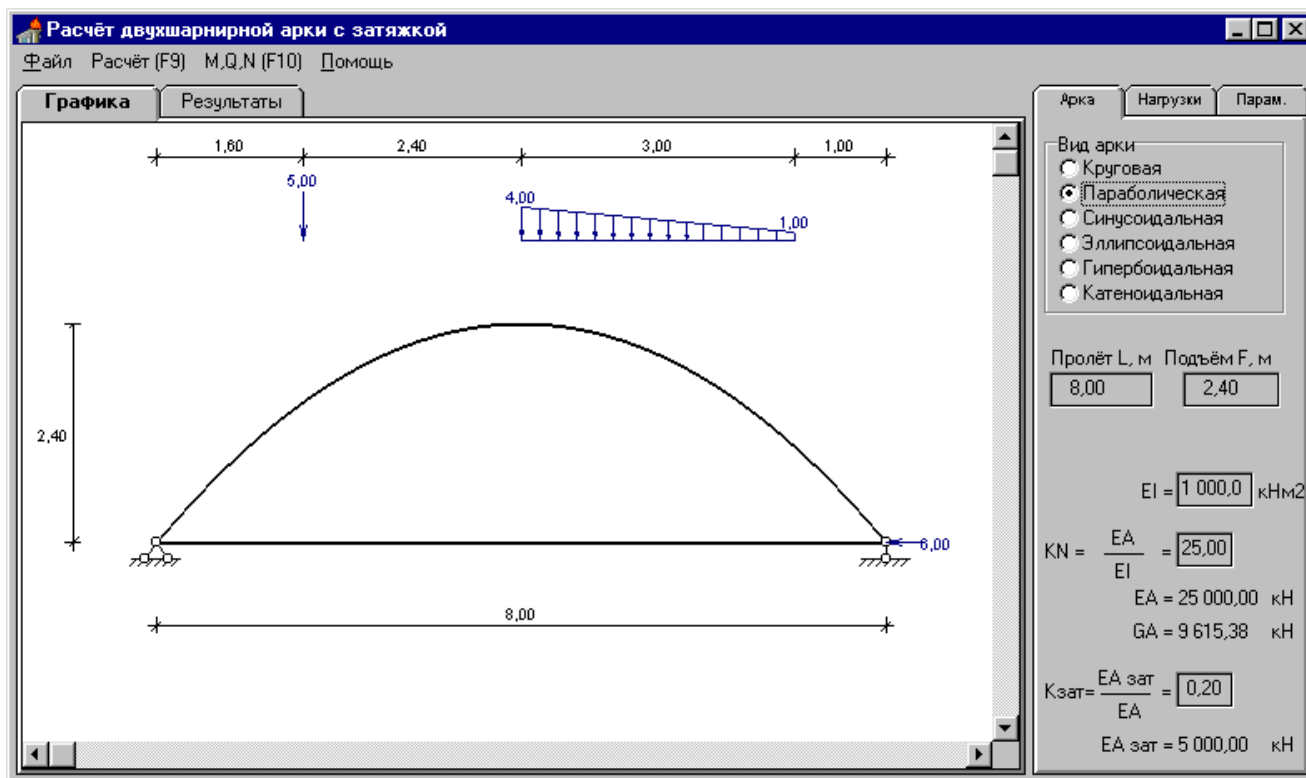 Расчёт двухшарнирной арки с затяжкой
Файл Расчёт (F9) M,Q,N (F10) Помощь
Графика Результаты
Арка Нагрузки Парам.
1,60 2,40 3,00 1,00
5,00
4,00
1,00
2,40
6,00
8,00
Вид арки
Круговая
Параболическая
Синусоидальная
Эллипсоидальная
Гипербоидальная
Катеноидальная
Пролёт L, м Подъём F, м
8,00 2,40
EI = 1 000,0 кНм2
KN = EA / EI = 25,00
EA = 25 000,00 кН
GA = 9 615,38 кН
Kзат= EA зат / EA = 0,20
EA зат = 5 000,00 кН